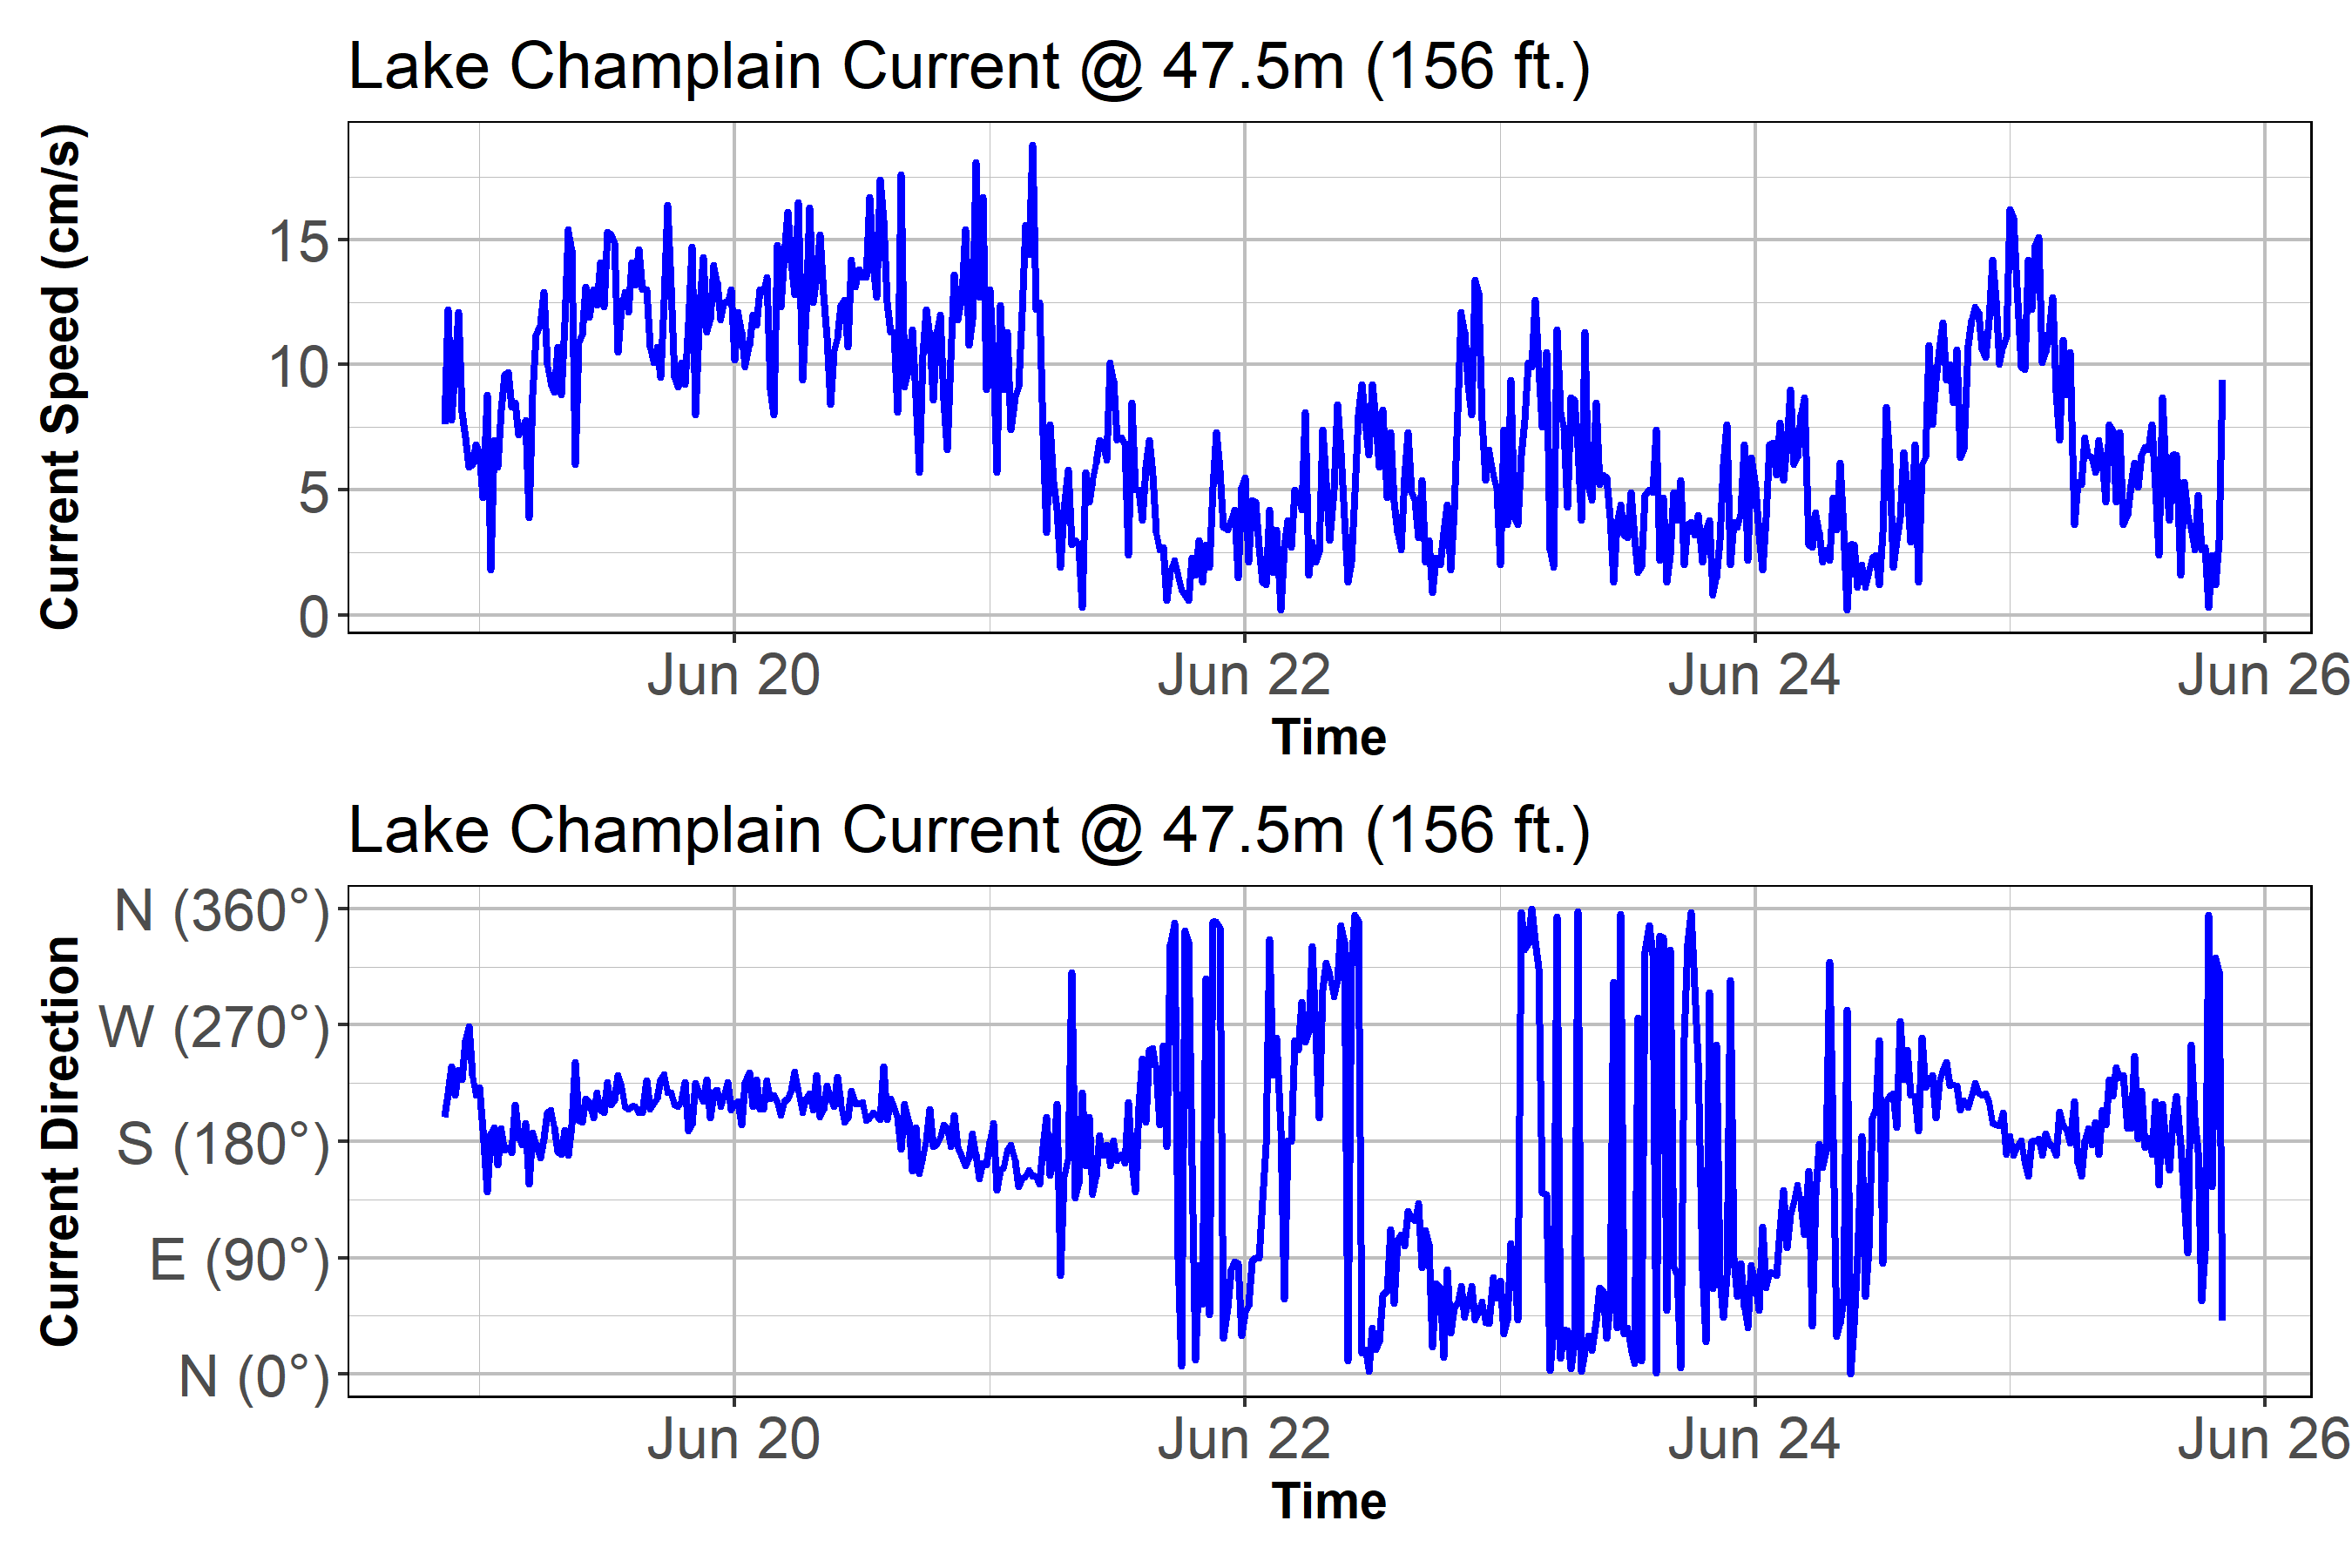 Lake Champlain Current @ 47.5m (156 ft.)
Current Speed (cm/s)
15
10
5
0
Jun 20 Jun 22 Jun 24 Jun 26
Time
Lake Champlain Current @ 47.5m (156 ft.)
Current Direction
N (360°)
W (270°)
S (180°)
E (90°)
N (0°)
Jun 20 Jun 22 Jun 24 Jun 26
Time